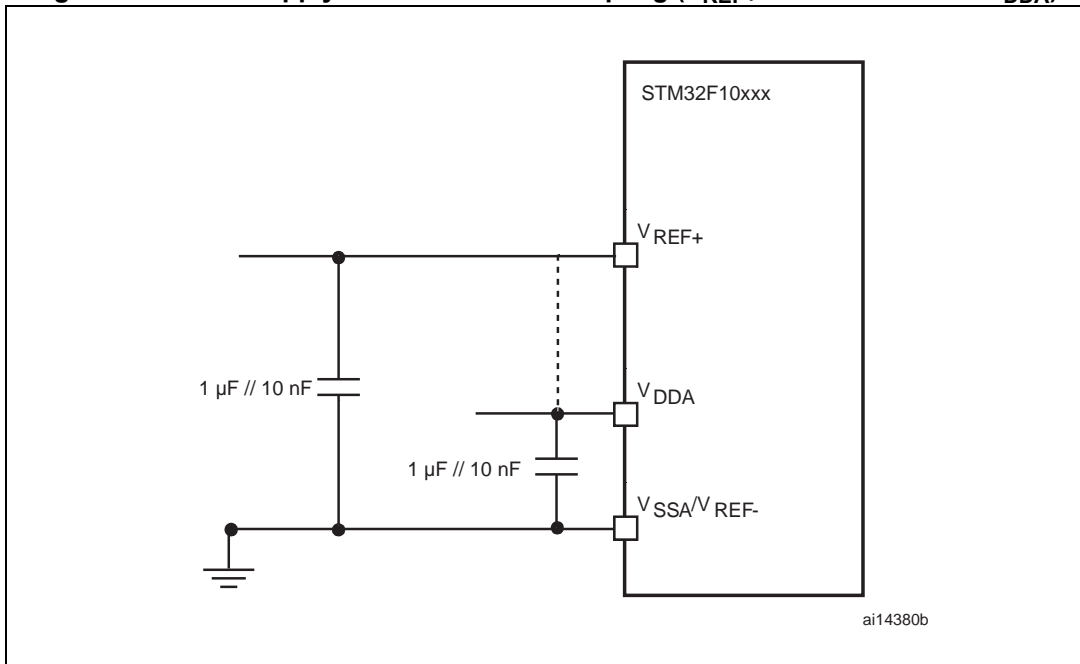 STM32F10xxx
VREF+
1 µF // 10 nF
VDDA
1 µF // 10 nF
VSSA/VREF-
ai14380b